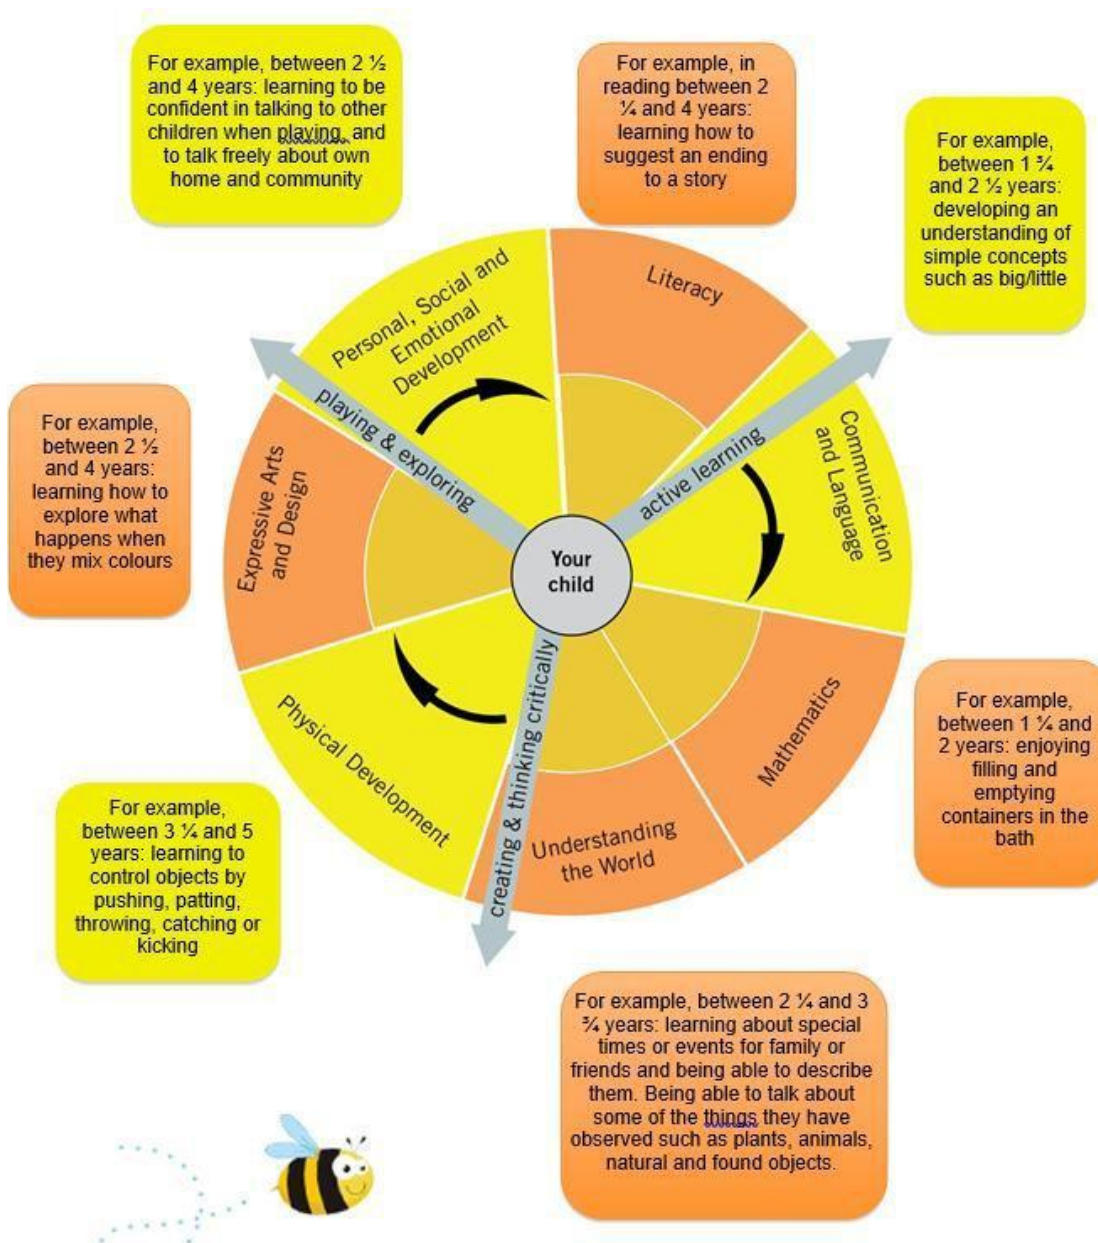 For example, between 2 ½
and 4 years: learning to be
confident in talking to other
children when playing, and
to talk freely about own
home and community
For example, in
reading between 2
¼ and 4 years:
learning how to
suggest an ending
to a story
For example,
between 1 ¾
and 2 ½ years:
developing an
understanding of
simple concepts
such as big/little
Personal, Social and
Emotional
Development
Literacy
Communication
and Language
playing & exploring
active learning
For example,
between 2 ½
and 4 years:
learning how to
explore what
happens when
they mix colours
Expressive Arts
and Design
Your
child
Physical Development
creating & thinking critically
Understanding
the World
Mathematics
For example,
between 1 ¼ and
2 years: enjoying
filling and
emptying
containers in the
bath
For example,
between 3 ¼ and 5
years: learning to
control objects by
pushing, patting,
throwing, catching or
kicking
For example, between 2 ¼ and 3
¾ years: learning about special
times or events for family or
friends and being able to describe
them. Being able to talk about
some of the things they have
observed such as plants, animals,
natural and found objects.